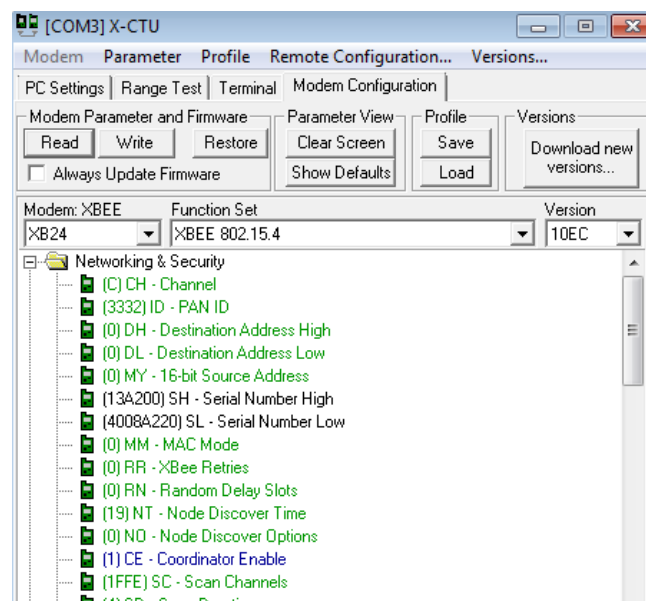 [COM3] X-CTU
Modem Parameter Profile Remote Configuration... Versions...
PC Settings Range Test Terminal Modem Configuration
Modem Parameter and Firmware Parameter View Profile Versions
Read Write Restore Clear Screen Save Download new versions...
Always Update Firmware Show Defaults Load
Modem: XBEE Function Set Version
XB24 XBEE 802.15.4 10EC
Networking & Security
(C) CH - Channel
(3332) ID - PAN ID
(0) DH - Destination Address High
(0) DL - Destination Address Low
(0) MY - 16-bit Source Address
(13A200) SH - Serial Number High
(4008A220) SL - Serial Number Low
(0) MM - MAC Mode
(0) RR - XBee Retries
(0) RN - Random Delay Slots
(19) NT - Node Discover Time
(0) NO - Node Discover Options
(1) CE - Coordinator Enable
(1FFE) SC - Scan Channels